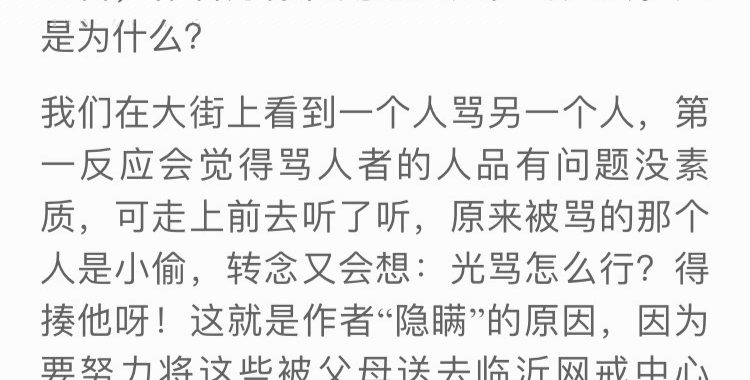 是为什么?
我们在大街上看到一个人骂另一个人，第
一反应会觉得骂人者的人品有问题没素
质，可走上前去听了听，原来被骂的那个
人是小偷，转念又会想：光骂怎么行？得
揍他呀！这就是作者“隐瞒”的原因，因为
要努力将这些被父母送去临沂网戒中心